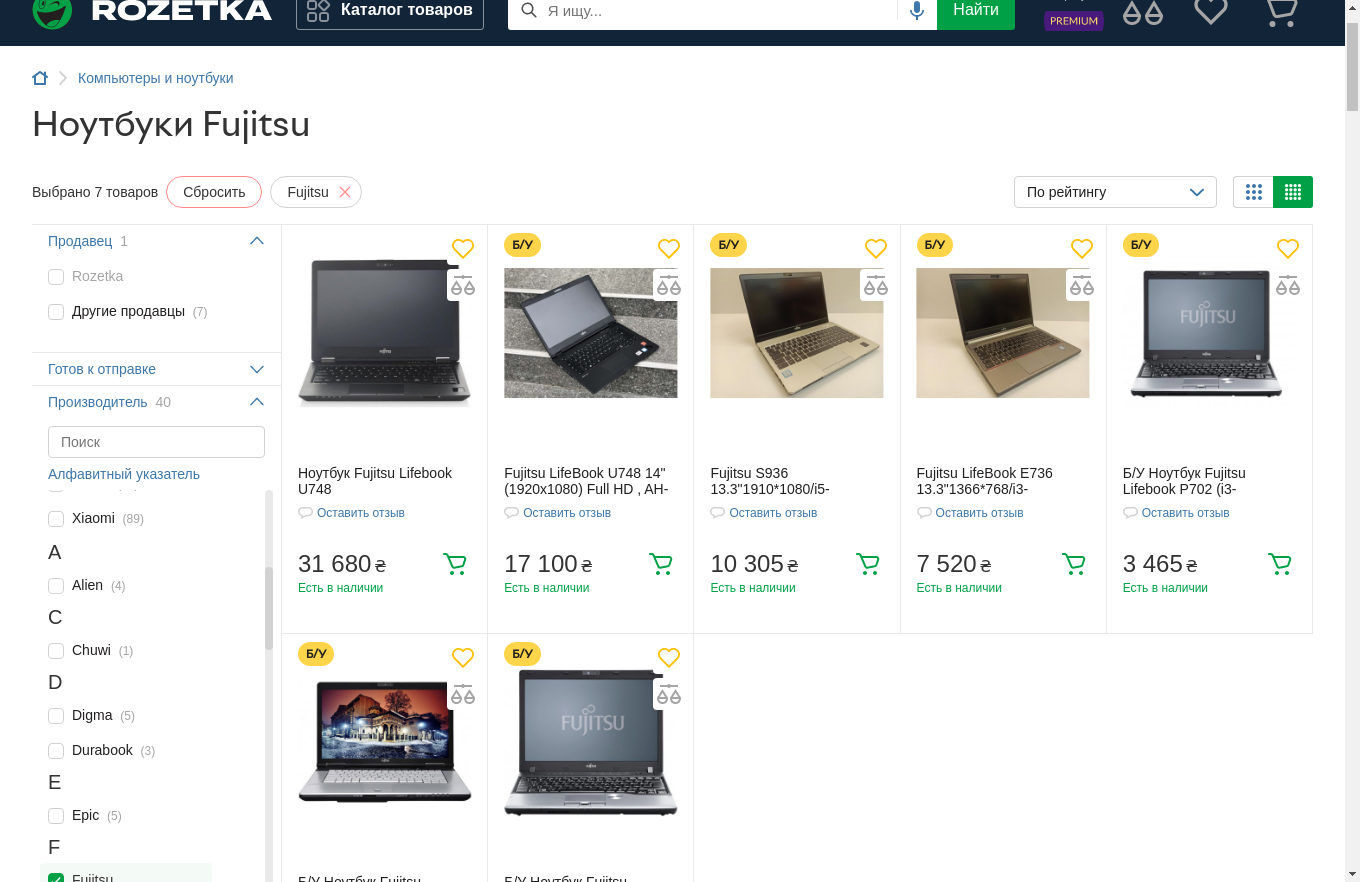 ROZETKA
Каталог товаров
Я ищу...
Найти
PREMIUM
Компьютеры и ноутбуки
Ноутбуки Fujitsu
Выбрано 7 товаров
Сбросить
Fujitsu
По рейтингу
Продавец 1
Rozetka
Другие продавцы (7)
Готов к отправке
Производитель 40
Поиск
Алфавитный указатель
Xiaomi (89)
A
Alien (4)
C
Chuwi (1)
D
Digma (5)
Durabook (3)
E
Epic (5)
F
Fujitsu
Ноутбук Fujitsu Lifebook
U748
Оставить отзыв
31 680 ₴
Есть в наличии
Б/У
Fujitsu LifeBook U748 14"
(1920x1080) Full HD , AH-
Оставить отзыв
17 100 ₴
Есть в наличии
Б/У
Fujitsu S936
13.3"1910*1080/i5-
Оставить отзыв
10 305 ₴
Есть в наличии
Б/У
Fujitsu LifeBook E736
13.3"1366*768/i3-
Оставить отзыв
7 520 ₴
Есть в наличии
Б/У
FUJITSU
Б/У Ноутбук Fujitsu
Lifebook P702 (i3-
Оставить отзыв
3 465 ₴
Есть в наличии
Б/У
Б/У Ноутбук Fujitsu
Б/У
FUJITSU
Б/У Ноутбук Fujitsu